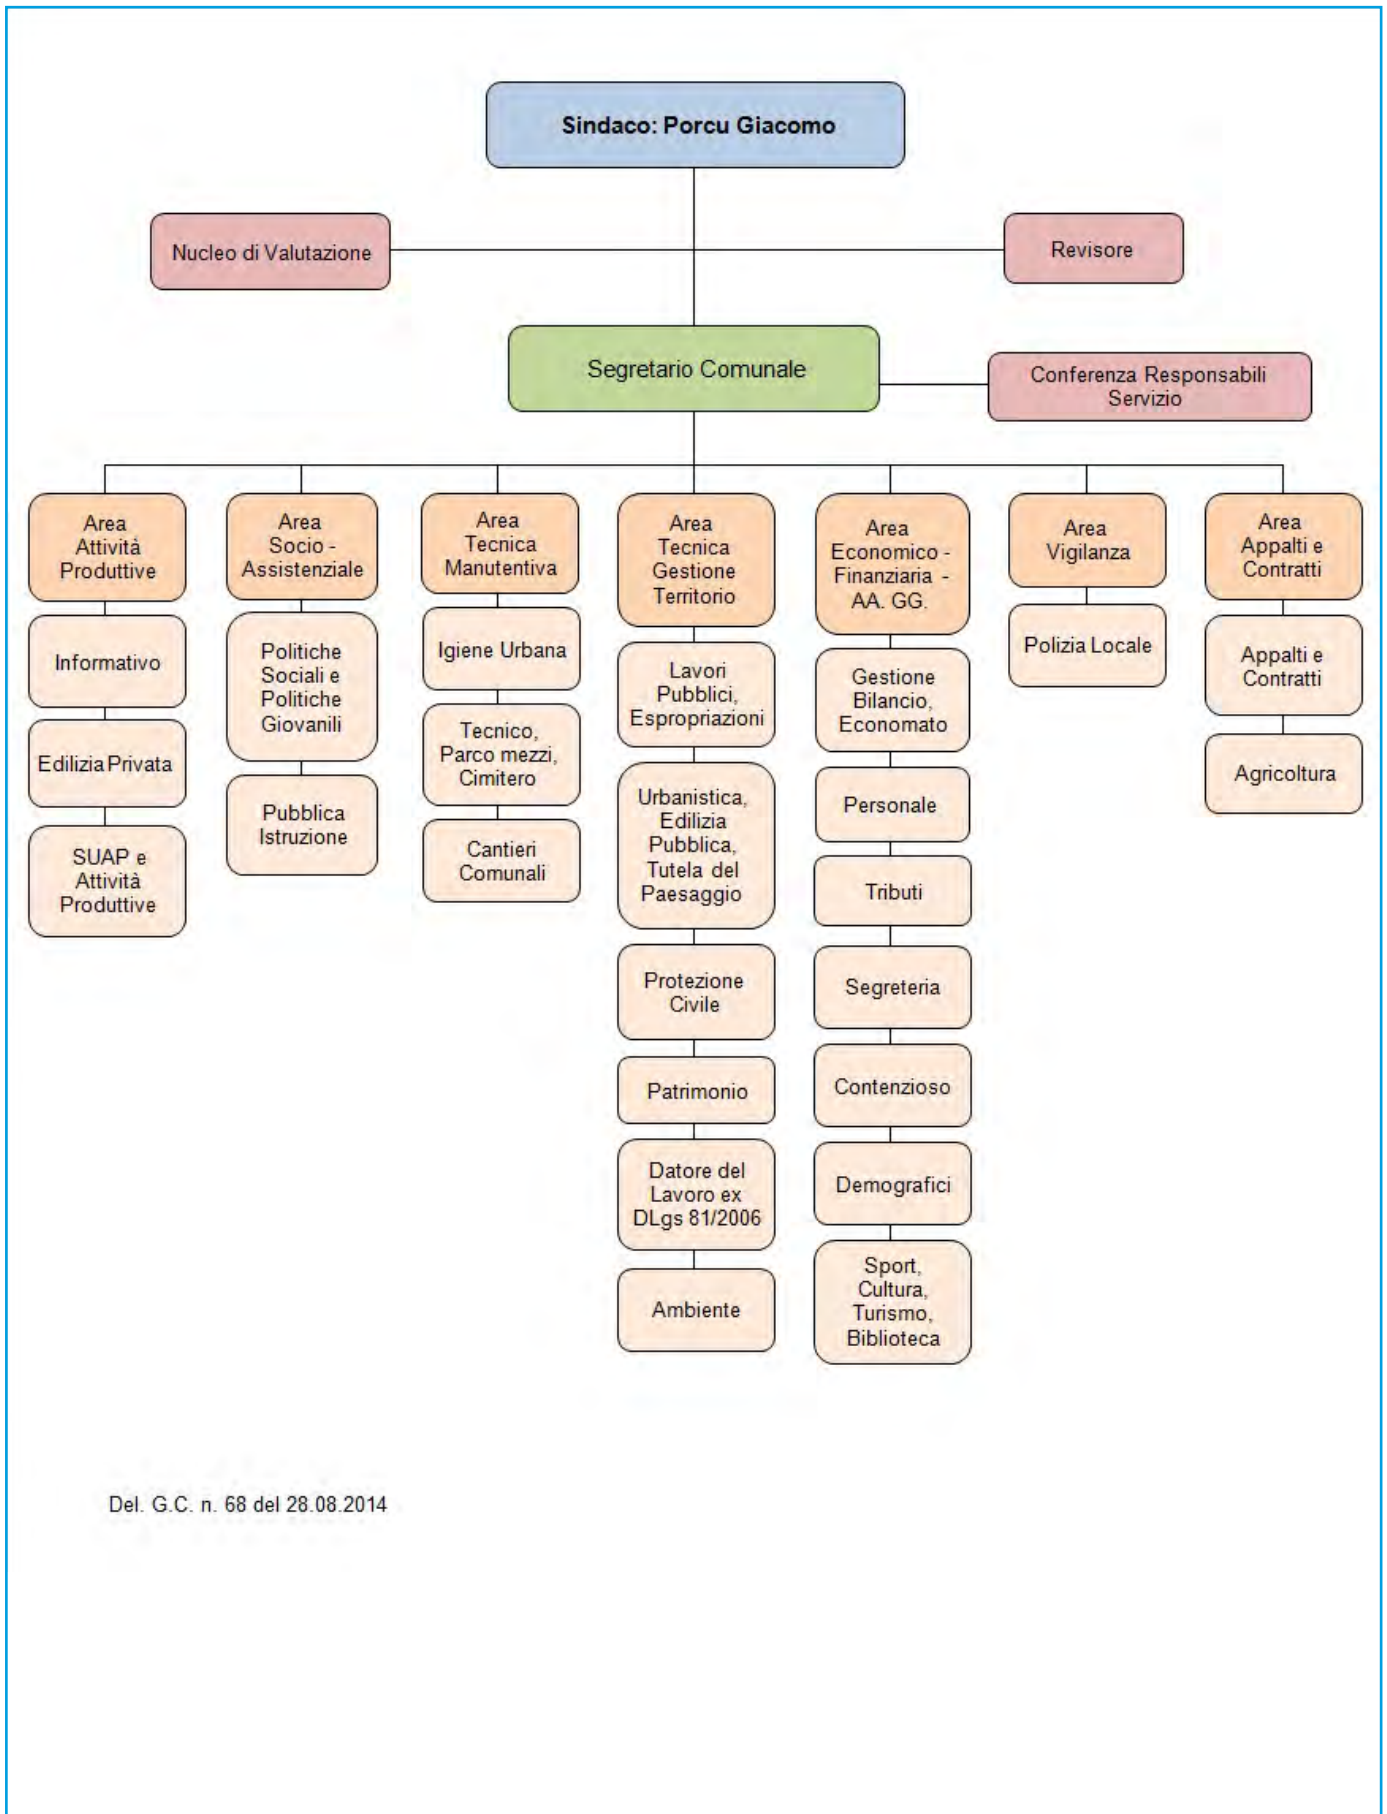 Sindaco: Porcu Giacomo
Nucleo di Valutazione
Revisore
Segretario Comunale
Conferenza Responsabili
Servizio
Area
Attività
Produttive
Informativo
Edilizia Privata
SUAP e
Attività
Produttive
Area
Socio -
Assistenziale
Politiche
Sociali e
Politiche
Giovanili
Pubblica
Istruzione
Area
Tecnica
Manutentiva
Igiene Urbana
Tecnico,
Parco mezzi,
Cimitero
Cantieri
Comunali
Area
Tecnica
Gestione
Territorio
Lavori
Pubblici,
Espropriazioni
Urbanistica,
Edilizia
Pubblica,
Tutela del
Paesaggio
Protezione
Civile
Patrimonio
Datore del
Lavoro ex
DLgs 81/2006
Ambiente
Area
Economico -
Finanziaria -
AA. GG.
Gestione
Bilancio,
Economato
Personale
Tributi
Segreteria
Contenzioso
Demografici
Sport,
Cultura,
Turismo,
Biblioteca
Area
Vigilanza
Polizia Locale
Area
Appalti e
Contratti
Appalti e
Contratti
Agricoltura
Del. G.C. n. 68 del 28.08.2014